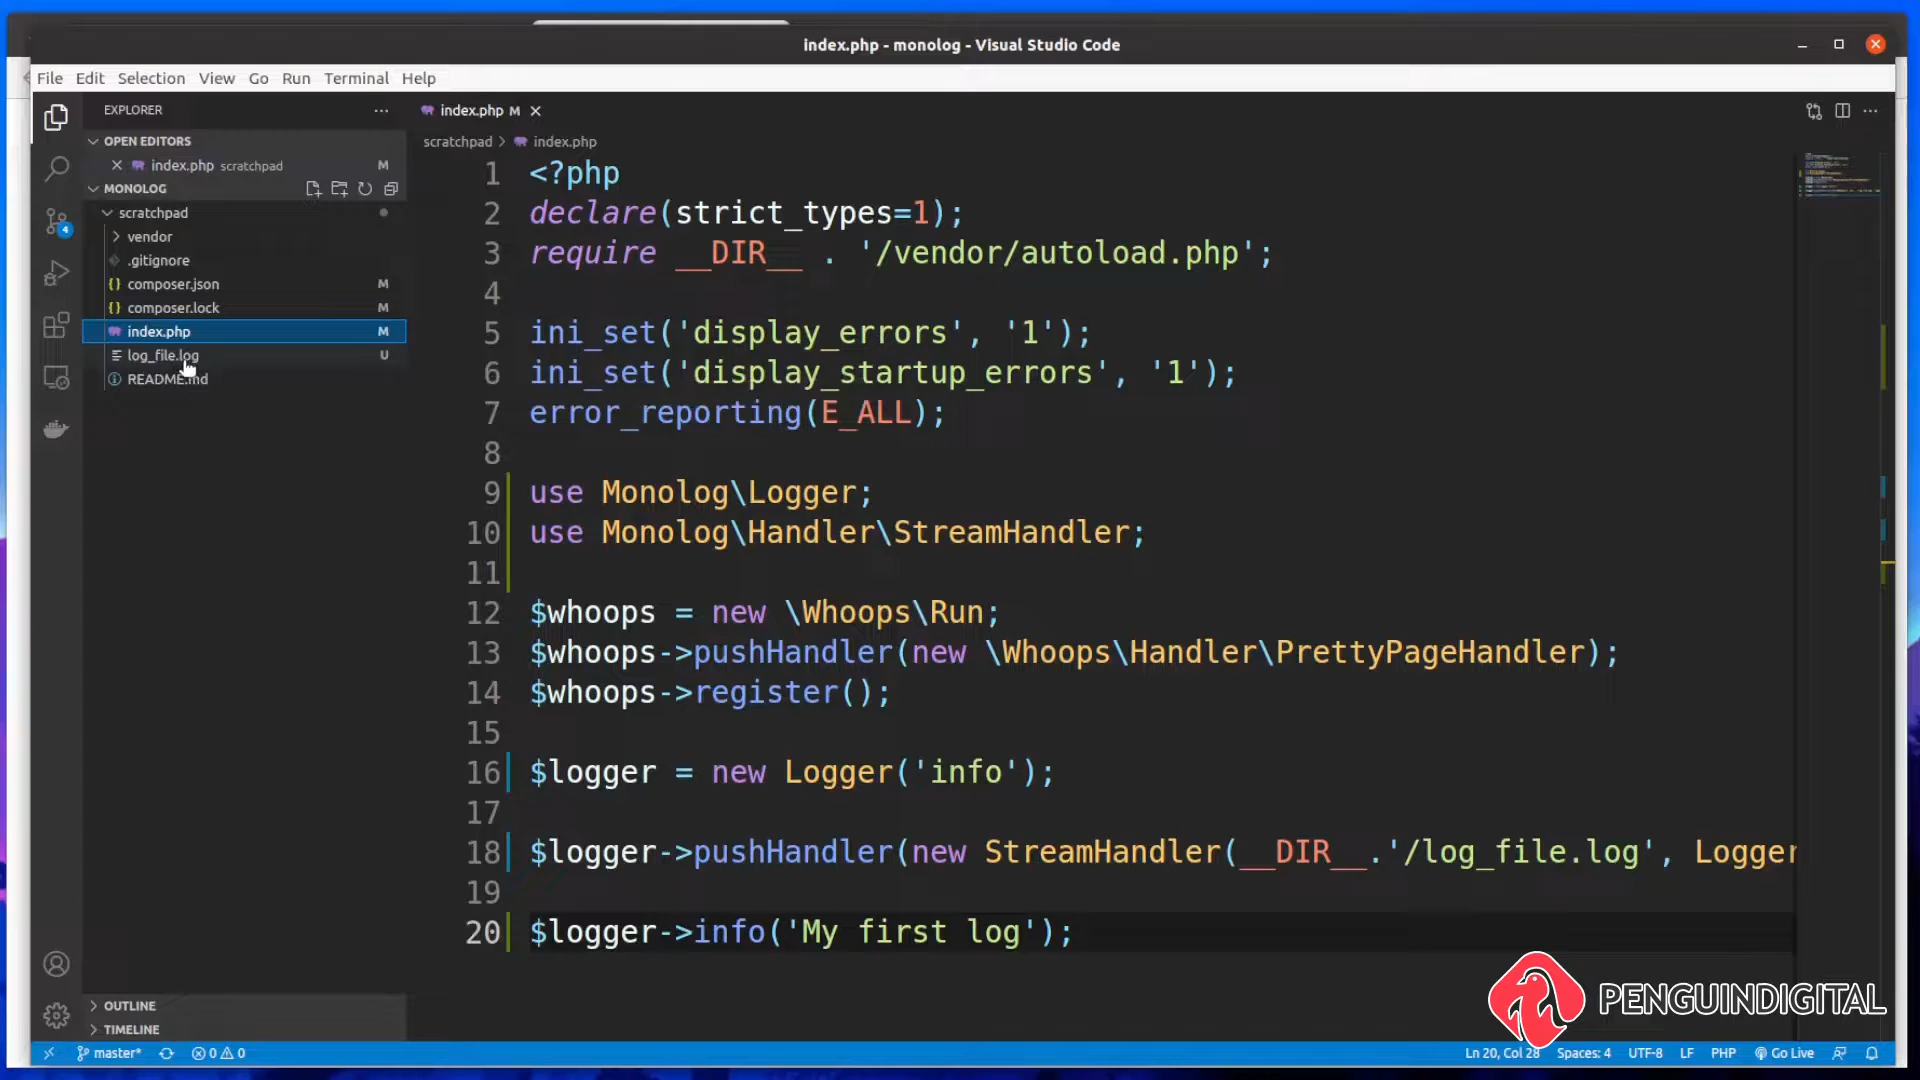 index.php - monolog - Visual Studio Code
File Edit Selection View Go Run Terminal Help
EXPLORER
OPEN EDITORS
index.php scratchpad M
MONOLOG
scratchpad
vendor
.gitignore
composer.json M
composer.lock M
index.php M
log_file.log U
README.md
OUTLINE
TIMELINE
4
index.php M
scratchpad > index.php
1 <?php
2 declare(strict_types=1);
3 require __DIR__ . '/vendor/autoload.php';
4
5 ini_set('display_errors', '1');
6 ini_set('display_startup_errors', '1');
7 error_reporting(E_ALL);
8
9 use Monolog\Logger;
10 use Monolog\Handler\StreamHandler;
11
12 $whoops = new \Whoops\Run;
13 $whoops->pushHandler(new \Whoops\Handler\PrettyPageHandler);
14 $whoops->register();
15
16 $logger = new Logger('info');
17
18 $logger->pushHandler(new StreamHandler(__DIR__.'/log_file.log', Logger
19
20 $logger->info('My first log');
PENGUINDIGITAL
master* 0 0 Ln 20, Col 28 Spaces: 4 UTF-8 LF PHP Go Live